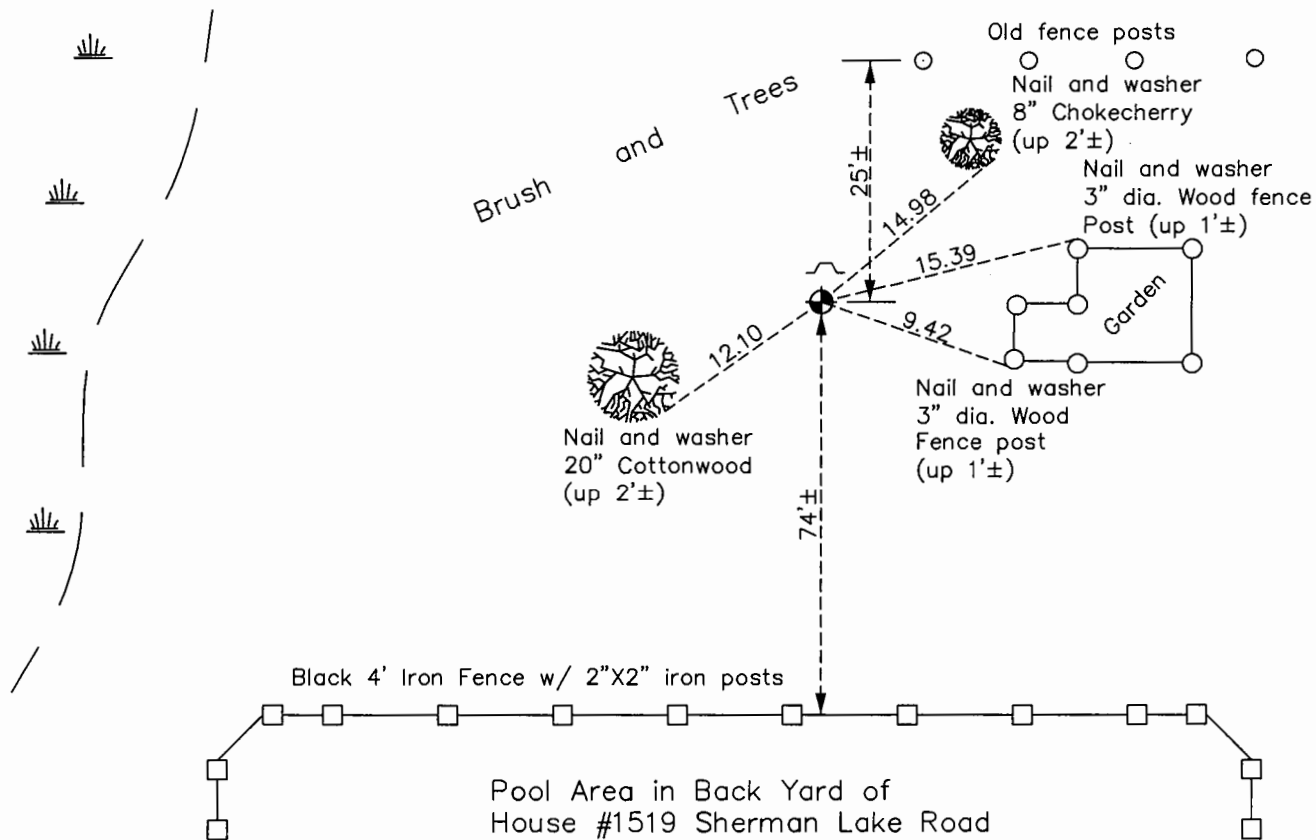 Old fence posts
Nail and washer
8" Chokecherry
(up 2'±)
Brush and Trees
25'±
14.98
Nail and washer
3" dia. Wood fence
Post (up 1'±)
15.39
Garden
9.42
12.10
Nail and washer
3" dia. Wood
Fence post
(up 1'±)
Nail and washer
20" Cottonwood
(up 2'±)
74'±
Black 4' Iron Fence w/ 2"X2" iron posts
Pool Area in Back Yard of
House #1519 Sherman Lake Road